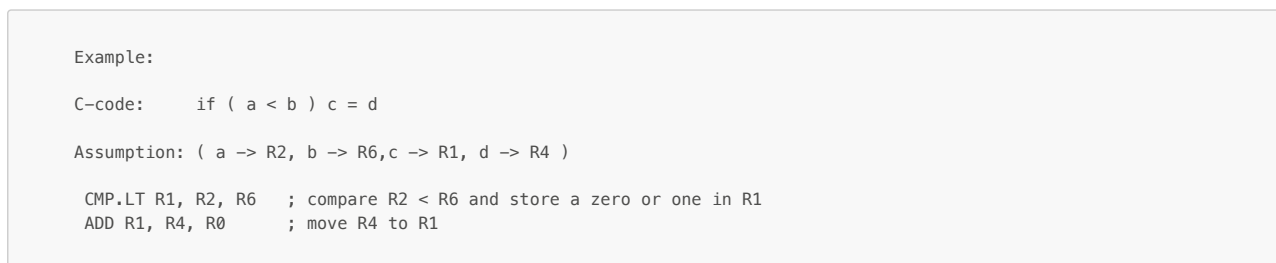 Example:
C-code:     if ( a < b ) c = d
Assumption: ( a -> R2, b -> R6,c -> R1, d -> R4 )
CMP.LT R1, R2, R6   ; compare R2 < R6 and store a zero or one in R1
ADD R1, R4, R0      ; move R4 to R1